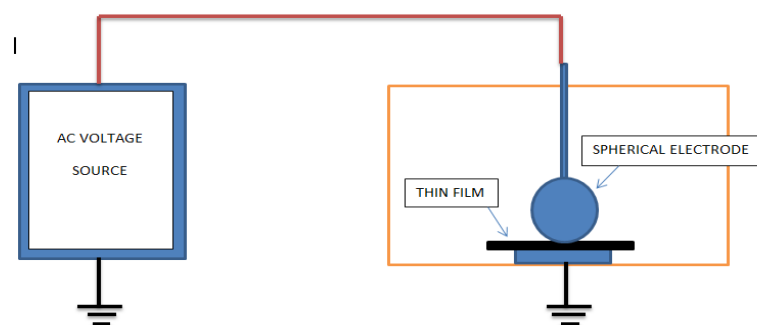 AC VOLTAGE
SOURCE
SPHERICAL ELECTRODE
THIN FILM